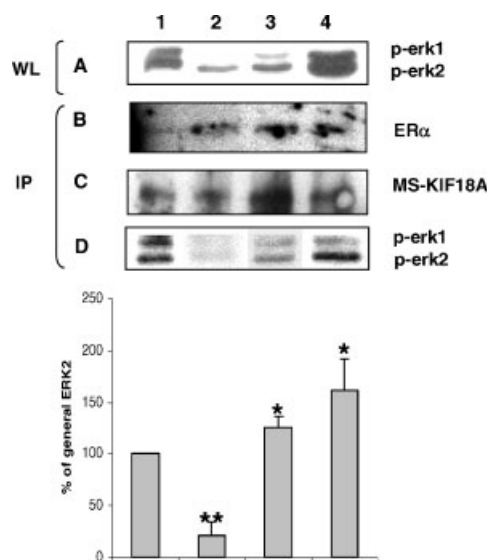 1 2 3 4
WL
A
p-erk1
p-erk2
B
ERα
IP
C
MS-KIF18A
D
p-erk1
p-erk2
250
200
150
100
50
0
% of general ERK2
**
*
*